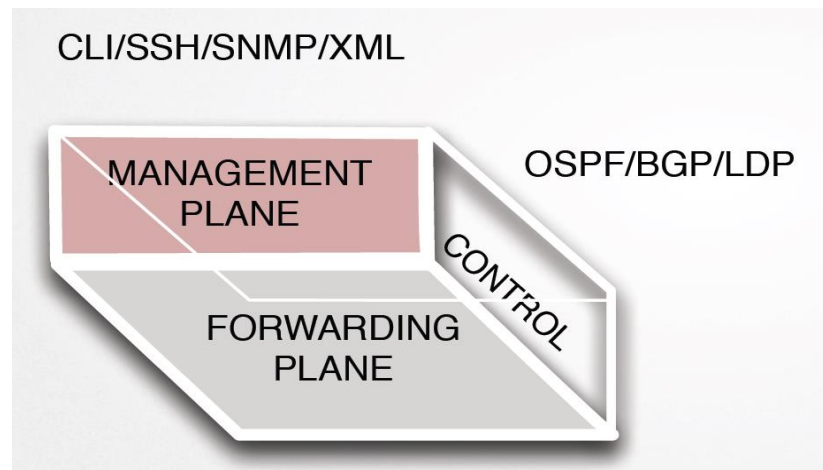 CLI/SSH/SNMP/XML
OSPF/BGP/LDP
MANAGEMENT
PLANE
CONTROL
FORWARDING
PLANE